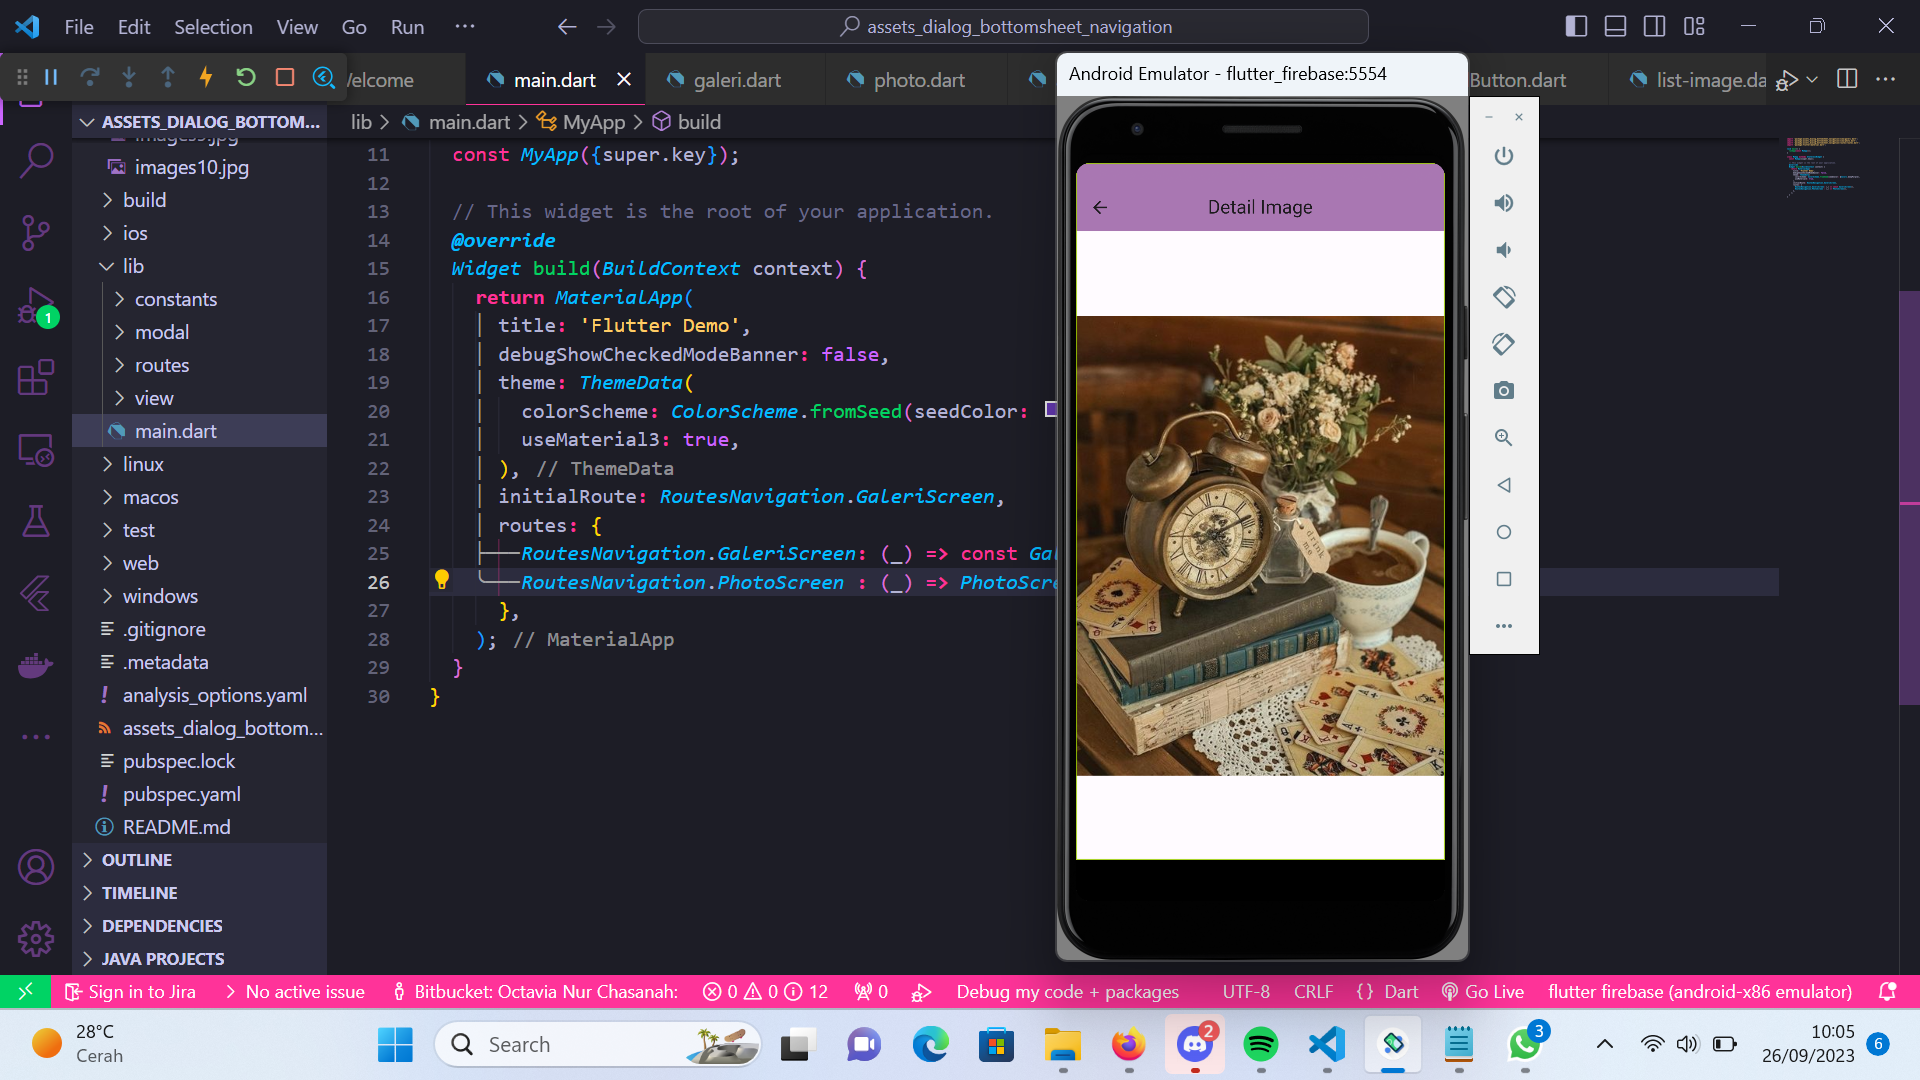 File Edit Selection View Go Run ···
assets_dialog_bottomsheet_navigation
elcome
main.dart
galeri.dart
photo.dart
Button.dart
list-image.da
ASSETS_DIALOG_BOTTOM...
lib > main.dart > MyApp > build
images10.jpg
build
ios
lib
constants
modal
routes
view
main.dart
linux
macos
test
web
windows
.gitignore
.metadata
analysis_options.yaml
assets_dialog_bottom...
pubspec.lock
pubspec.yaml
README.md
OUTLINE
TIMELINE
DEPENDENCIES
JAVA PROJECTS
1
11 const MyApp({super.key});
12
13 // This widget is the root of your application.
14 @override
15 Widget build(BuildContext context) {
16 return MaterialApp(
17 title: 'Flutter Demo',
18 debugShowCheckedModeBanner: false,
19 theme: ThemeData(
20 colorScheme: ColorScheme.fromSeed(seedColor:
21 useMaterial3: true,
22 ), // ThemeData
23 initialRoute: RoutesNavigation.GaleriScreen,
24 routes: {
25 RoutesNavigation.GaleriScreen: (_) => const Gal
26 RoutesNavigation.PhotoScreen : (_) => PhotoScre
27 },
28 ); // MaterialApp
29 }
30 }
Android Emulator - flutter_firebase:5554
Detail Image
drink me
Sign in to Jira
No active issue
Bitbucket: Octavia Nur Chasanah:
0 0 12
0
Debug my code + packages
UTF-8
CRLF
{ } Dart
Go Live
flutter firebase (android-x86 emulator)
28°C
Cerah
Search
2
3
10:05
26/09/2023
6